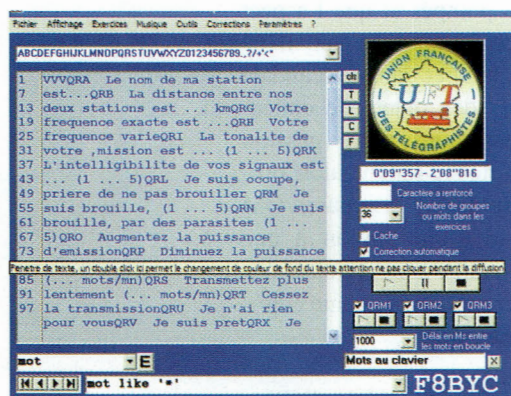 Fichier Affichage Exercices Musique Outils Corrections Paramètres ?
ABCDEFGHIJKLMNOPQRSTUVWXYZ0123456789.,?/+'<"
1 VVVQRA Le nom de ma station
7 est...QRB La distance entre nos
13 deux stations est ... kmQRG Votre
19 frequence exacte est ...QRH Votre
25 frequence varieQRI La tonalite de
31 votre ,mission est ... (1 ... 5)QRK
37 L'intelligibilite de vos signaux est
43 ... (1 ... 5)QRL Je suis occupe,
49 priere de ne pas brouiller QRM Je
55 suis brouille, (1 ... 5)QRN Je suis
61 brouille, par des parasites (1 ...
67 5)QRO Augmentez la puissance
73 d'emissionQRP Diminuez la puissance
Fenetre de texte, un double click ici permet le changement de couleur de fond du texte attention ne pas cliquer pendant la diffusion
85 (... mots/mn)QRS Transmettez plus
91 lentement (... mots/mn)QRT Cessez
97 la transmissionQRU Je n'ai rien
pour vousQRV Je suis pretQRX Je
mot E
mot like '*'
clt
T
L
C
F
UNION FRANÇAISE
UFT
DES TÉLÉGRAPHISTES
0'09"357 - 2'08"816
Caractère a renforcé
36 Nombre de groupes
ou mots dans les
exercices
Cache
Correction automatique
QRM1 QRM2 QRM3
1000 Délai en Ms entre
les mots en boucle
Mots au clavier X
F8BYC